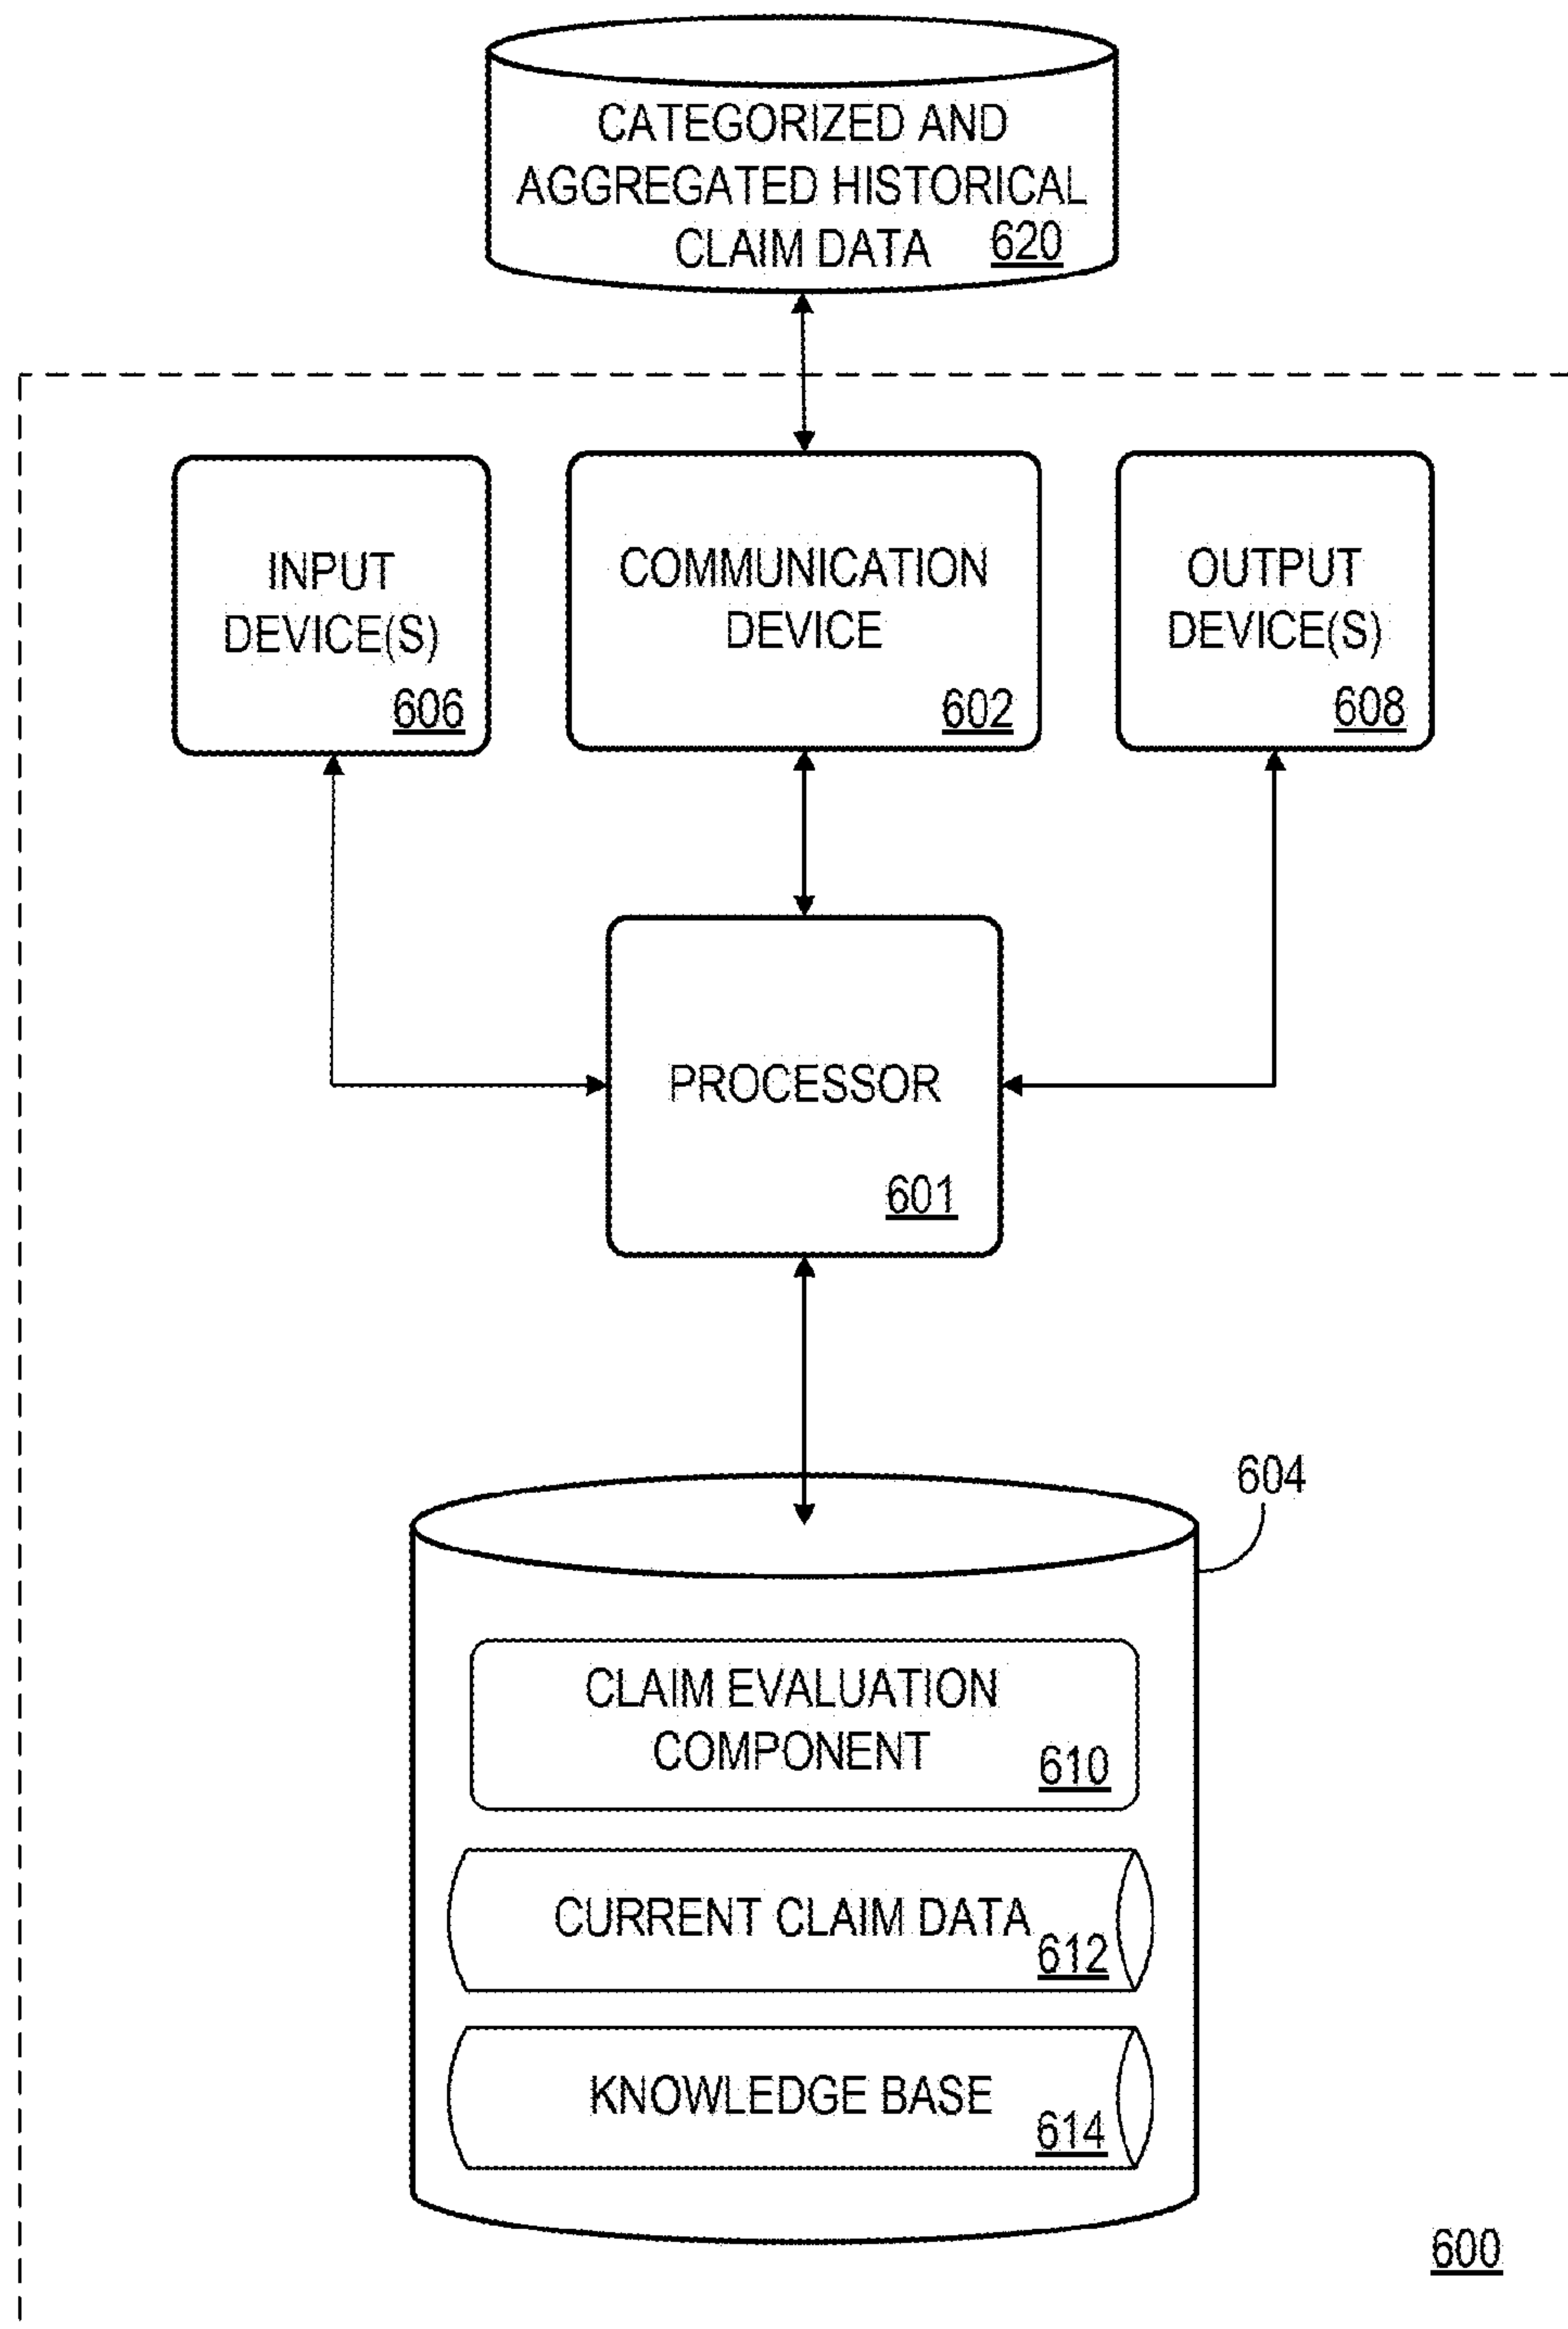 CATEGORIZED AND
AGGREGATED HISTORICAL
CLAIM DATA 620
INPUT
DEVICE(S)
606
COMMUNICATION
DEVICE
602
OUTPUT
DEVICE(S)
608
PROCESSOR
601
604
CLAIM EVALUATION
COMPONENT
610
CURRENT CLAIM DATA
612
KNOWLEDGE BASE
614
600